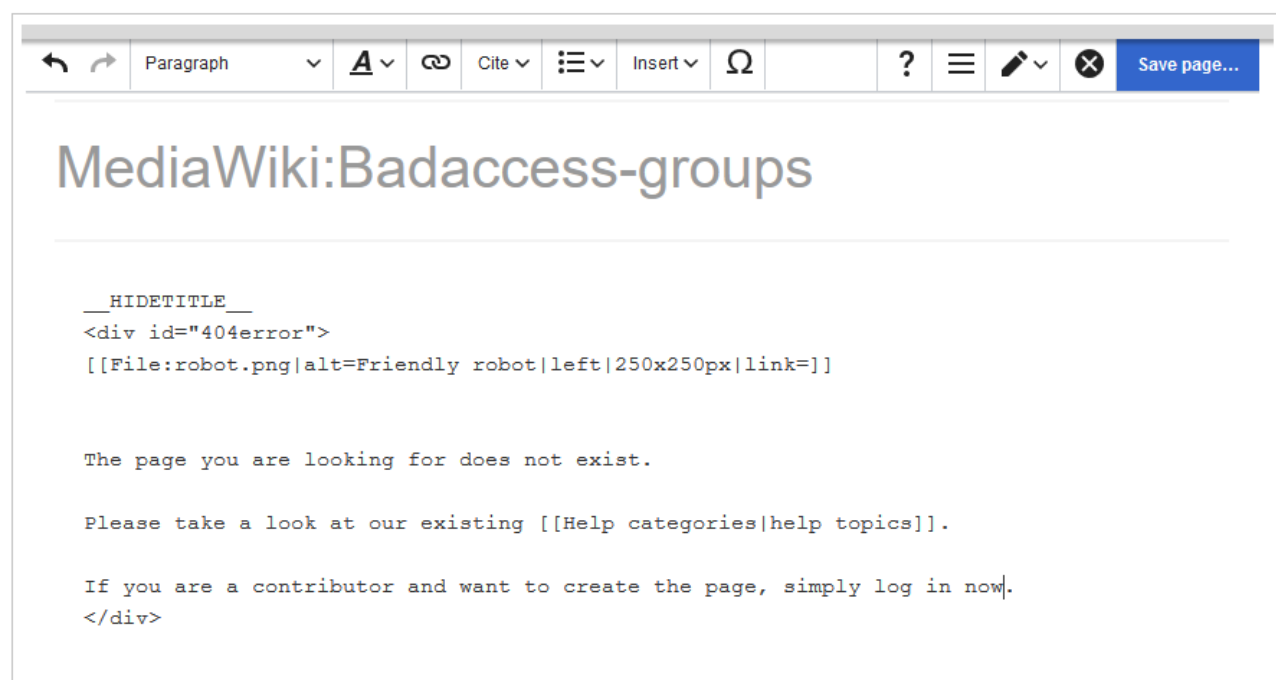 Paragraph A Cite Insert Ω ? Save page...
MediaWiki:Badaccess-groups
__HIDETITLE__
<div id="404error">
[[File:robot.png|alt=Friendly robot|left|250x250px|link=]]
The page you are looking for does not exist.
Please take a look at our existing [[Help categories|help topics]].
If you are a contributor and want to create the page, simply log in now.
</div>